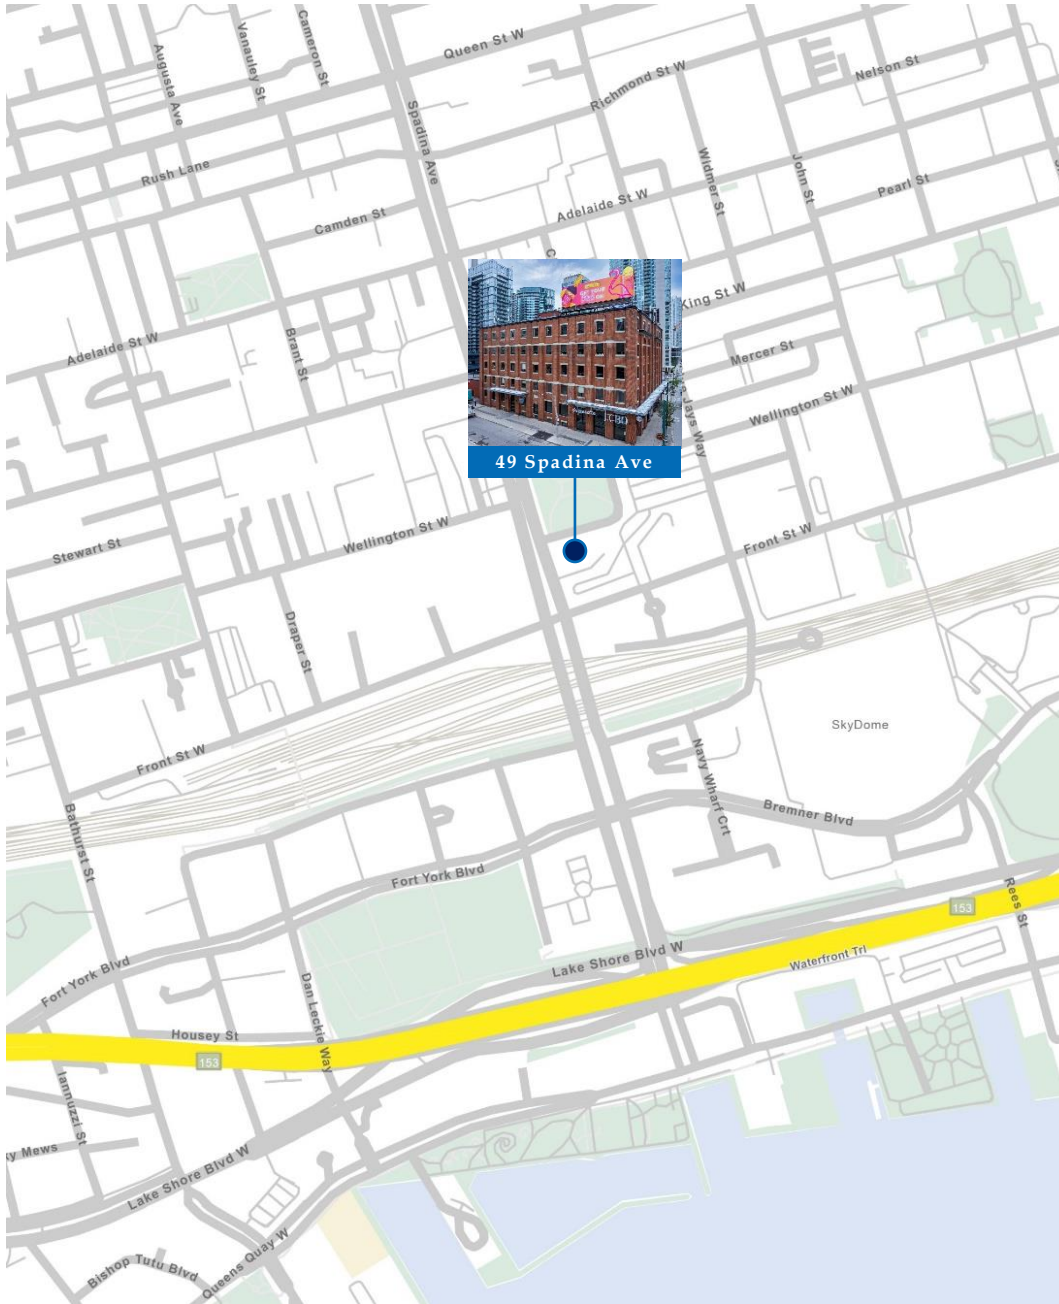 Cameron St
Vanauley St
Augusta Ave
Queen St W
Nelson St
Richmond St W
Spadina Ave
Rush Lane
Widmer St
John St
Pearl St
Camden St
Adelaide St W
King St W
Adelaide St W
Brant St
Mercer St
LCBO
Jays Way
Wellington St W
49 Spadina Ave
Stewart St
Wellington St W
Front St W
Draper St
SkyDome
Front St W
Navy Wharf Crt
Bathurst St
Bremner Blvd
Fort York Blvd
Rees St
153
Lake Shore Blvd W
Waterfront Trl
Fort York Blvd
Dan Leckie Way
Housey St
153
Iannuzzi St
ky Mews
Lake Shore Blvd W
Queens Quay W
Bishop Tutu Blvd